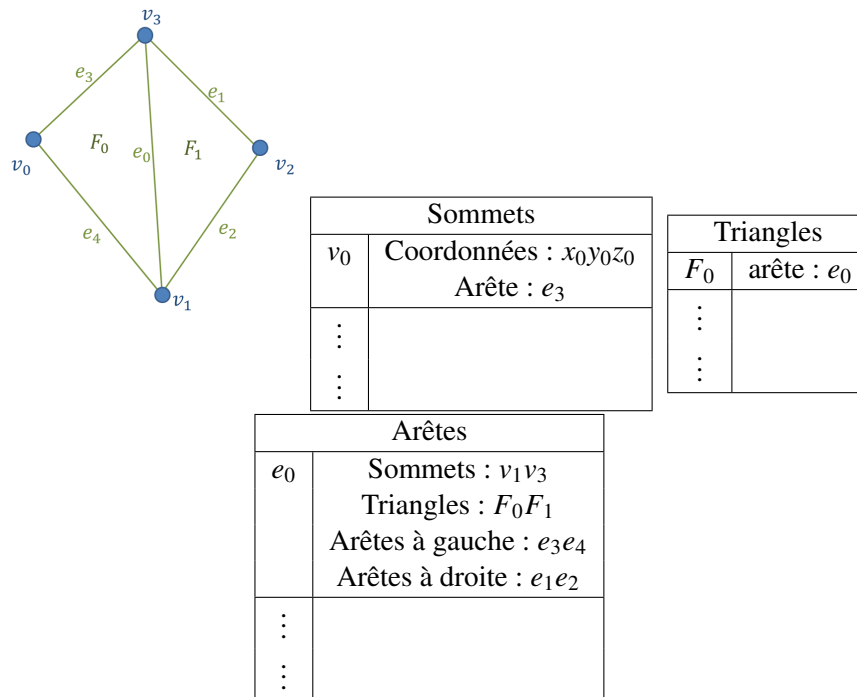 v₃
e₃
e₁
F₀ e₀ F₁
v₀ v₂
e₄ e₂
v₁
Sommets
v₀ Coordonnées : x₀y₀z₀
Arête : e₃
⋮
⋮
Triangles
F₀ arête : e₀
⋮
⋮
Arêtes
e₀ Sommets : v₁v₃
Triangles : F₀F₁
Arêtes à gauche : e₃e₄
Arêtes à droite : e₁e₂
⋮
⋮